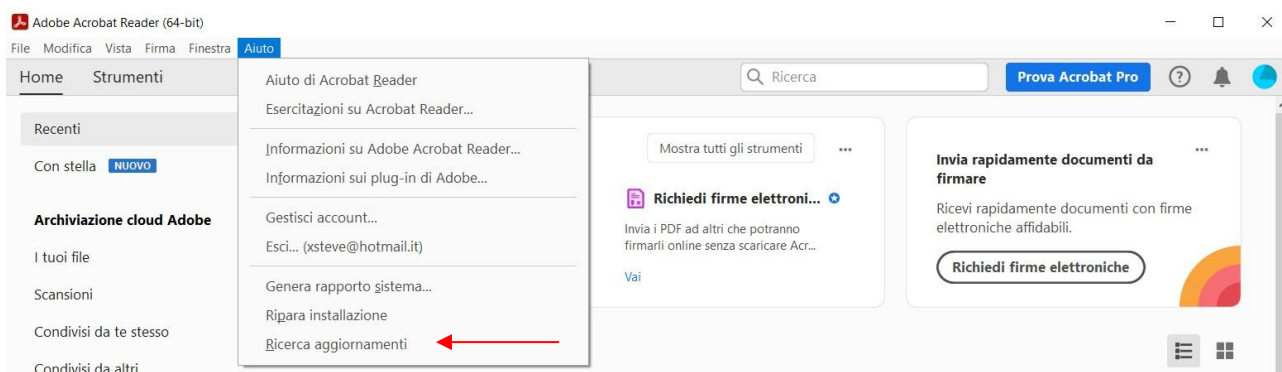 Adobe Acrobat Reader (64-bit)
File Modifica Vista Firma Finestra Aiuto
Home Strumenti
Ricerca
Prova Acrobat Pro
Recenti
Con stella NUOVO
Archiviazione cloud Adobe
I tuoi file
Scansioni
Condivisi da te stesso
Condivisi da altri
Aiuto di Acrobat Reader
Esercitazioni su Acrobat Reader...
Informazioni su Adobe Acrobat Reader...
Informazioni sui plug-in di Adobe...
Gestisci account...
Esci... (xsteve@hotmail.it)
Genera rapporto sistema...
Ripara installazione
Ricerca aggiornamenti
Mostra tutti gli strumenti
Richiedi firme elettroni...
Invia i PDF ad altri che potranno
firmarli online senza scaricare Acr...
Vai
Invia rapidamente documenti da
firmare
Ricevi rapidamente documenti con firme
elettroniche affidabili.
Richiedi firme elettroniche